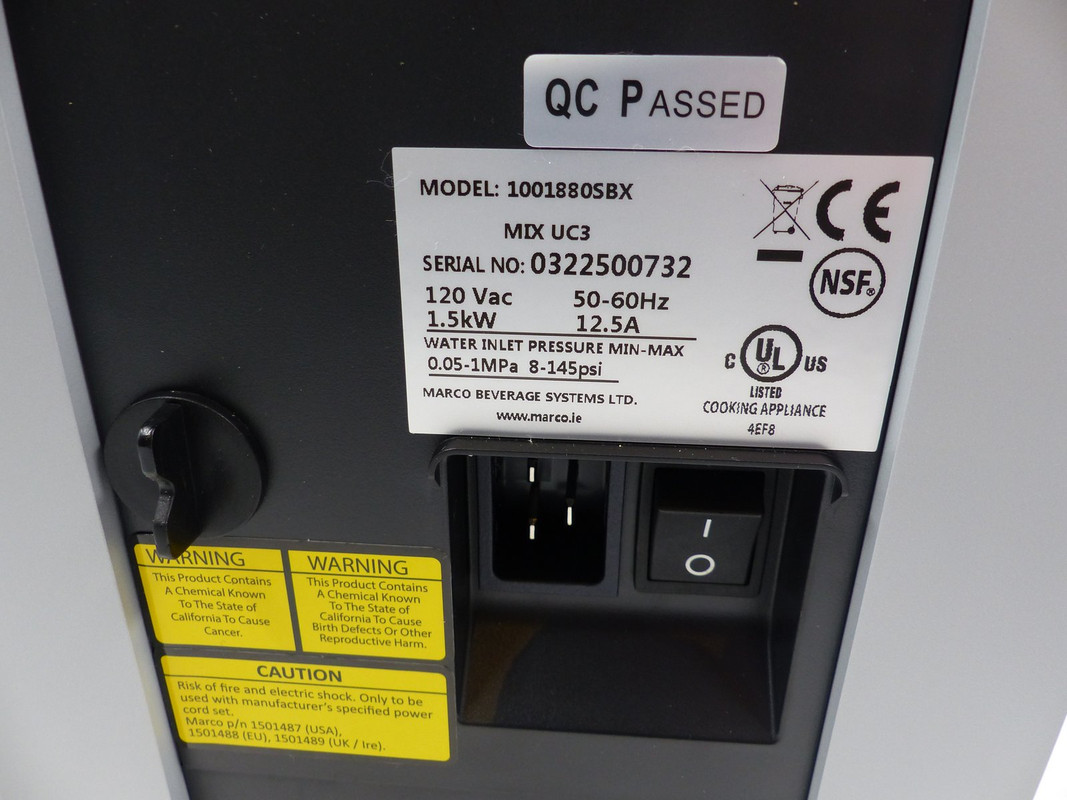 QC PASSED
MODEL: 1001880SBX
MIX UC3
SERIAL NO: 0322500732
120 Vac 50-60Hz
1.5kW 12.5A
WATER INLET PRESSURE MIN-MAX
0.05-1MPa 8-145psi
MARCO BEVERAGE SYSTEMS LTD.
www.marco.ie
CE
NSF®
C UL® US
LISTED
COOKING APPLIANCE
4EF8
I
O
WARNING
This Product Contains
A Chemical Known
To The State of
California To Cause
Cancer.
WARNING
This Product Contains
A Chemical Known
To The State of
California To Cause
Birth Defects Or Other
Reproductive Harm.
CAUTION
Risk of fire and electric shock. Only to be
used with manufacturer's specified power
cord set.
Marco p/n 1501487 (USA),
1501488 (EU), 1501489 (UK / Ire).